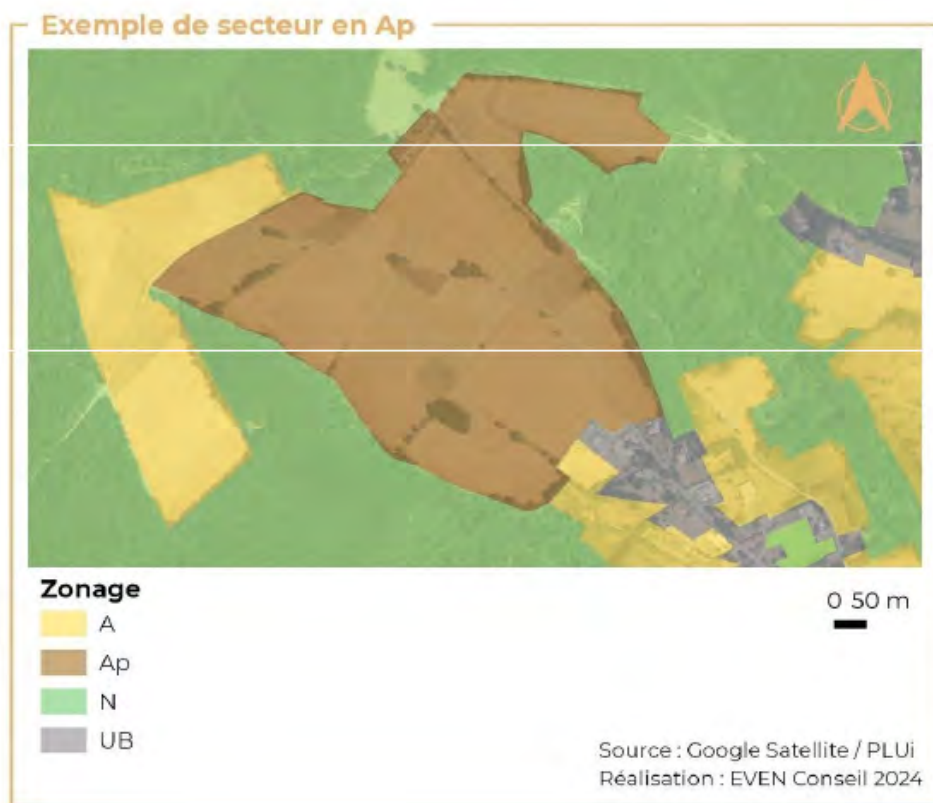 Exemple de secteur en Ap
Zonage
A
Ap
N
UB
0 50 m
Source : Google Satellite / PLUi
Réalisation : EVEN Conseil 2024